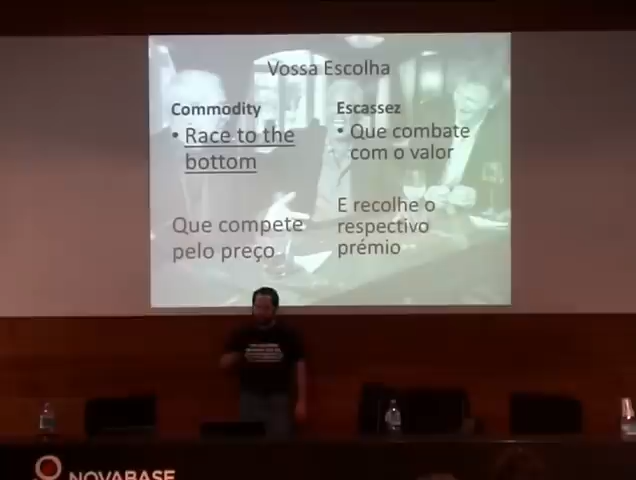 Vossa Escolha
Commodity
• Race to the
bottom
Que compete
pelo preço
Escassez
• Que combate
com o valor
E recolhe o
respectivo
prémio
NOVABASE